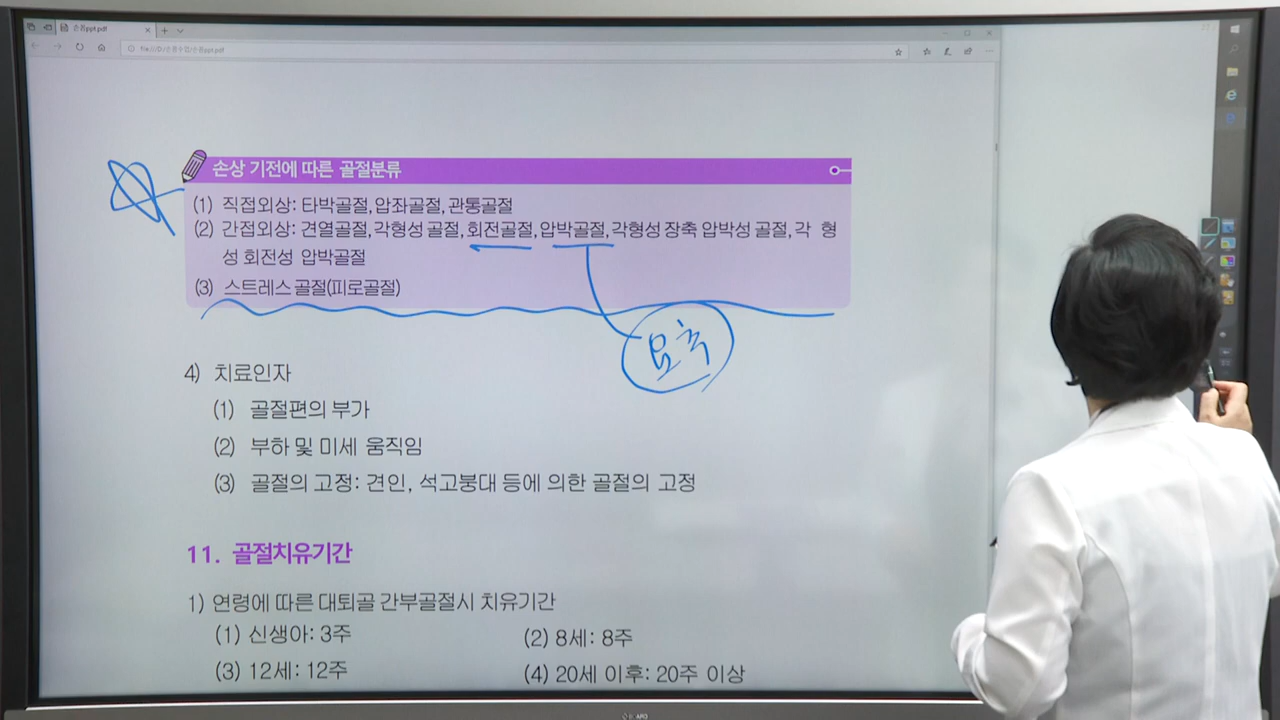 손종ppt.pdf
손상 기전에 따른 골절분류
(1) 직접외상: 타박골절, 압좌골절, 관통골절
(2) 간접외상: 견열골절, 각형성 골절, 회전골절, 압박골절, 각형성 장축 압박성 골절, 각 형
성 회전성 압박골절
(3) 스트레스 골절(피로골절)
요추
4) 치료인자
(1) 골절편의 부가
(2) 부하 및 미세 움직임
(3) 골절의 고정: 견인, 석고붕대 등에 의한 골절의 고정
11. 골절치유기간
1) 연령에 따른 대퇴골 간부골절시 치유기간
(1) 신생아: 3주 (2) 8세: 8주
(3) 12세: 12주 (4) 20세 이후: 20주 이상